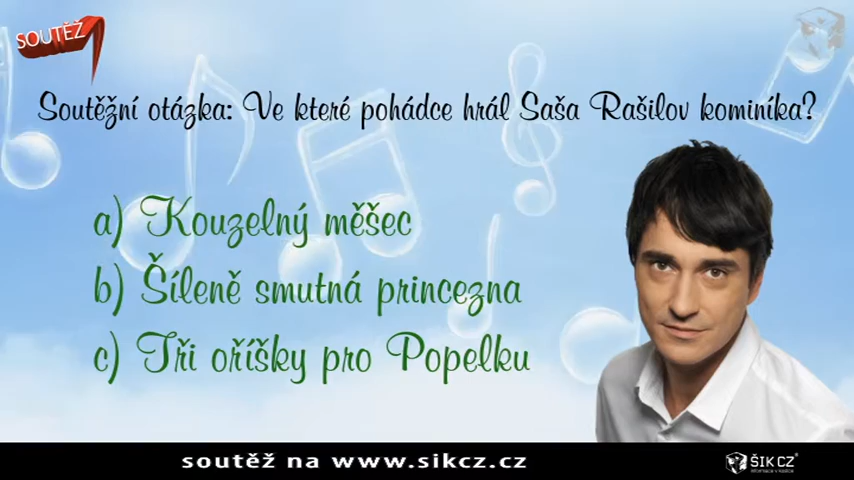 SOUTĚŽ
Soutěžní otázka: Ve které pohádce hrál Saša Rašilov kominíka?
a) Kouzelný měšec
b) Šíleně smutná princezna
c) Tři oříšky pro Popelku
soutěž na www.sikcz.cz
ŠIK CZ®